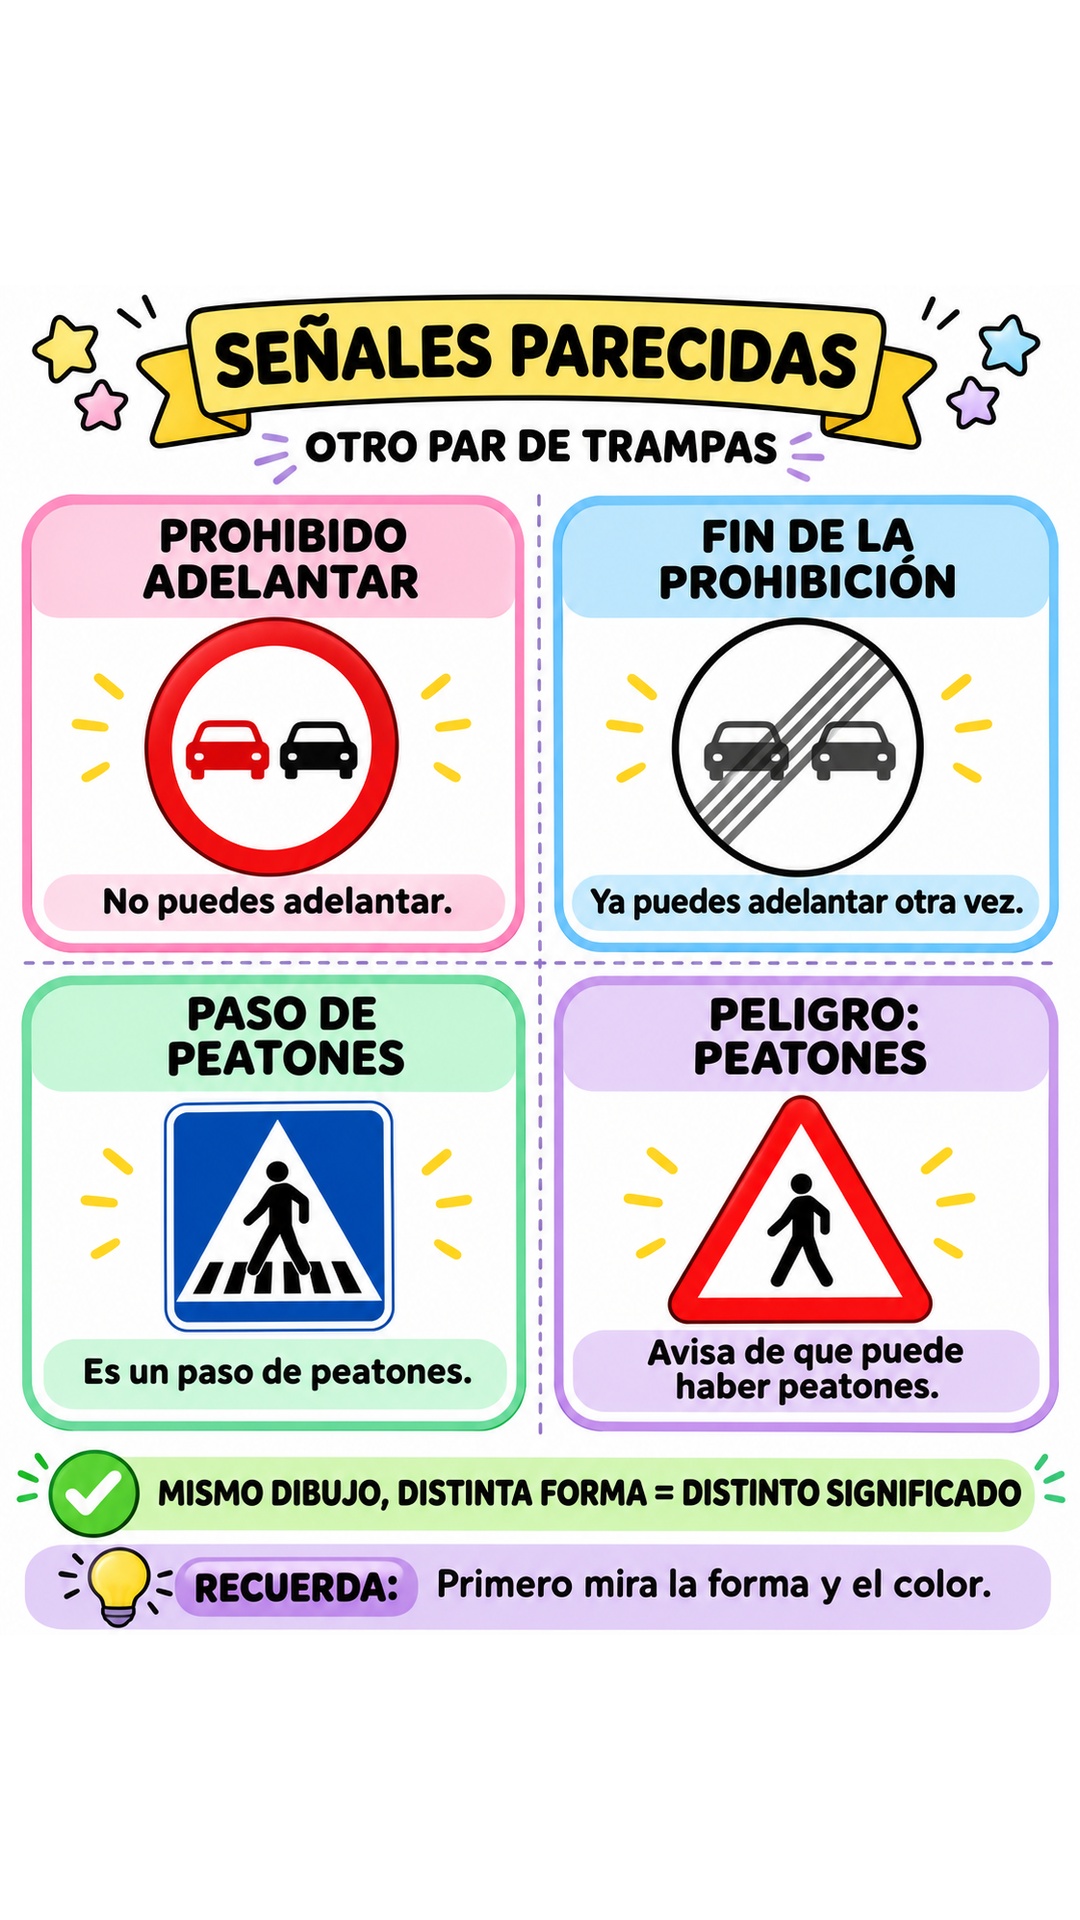 SEÑALES PARECIDAS
OTRO PAR DE TRAMPAS
PROHIBIDO
ADELANTAR
No puedes adelantar.
FIN DE LA
PROHIBICIÓN
Ya puedes adelantar otra vez.
PASO DE
PEATONES
Es un paso de peatones.
PELIGRO:
PEATONES
Avisa de que puede
haber peatones.
MISMO DIBUJO, DISTINTA FORMA = DISTINTO SIGNIFICADO
RECUERDA: Primero mira la forma y el color.